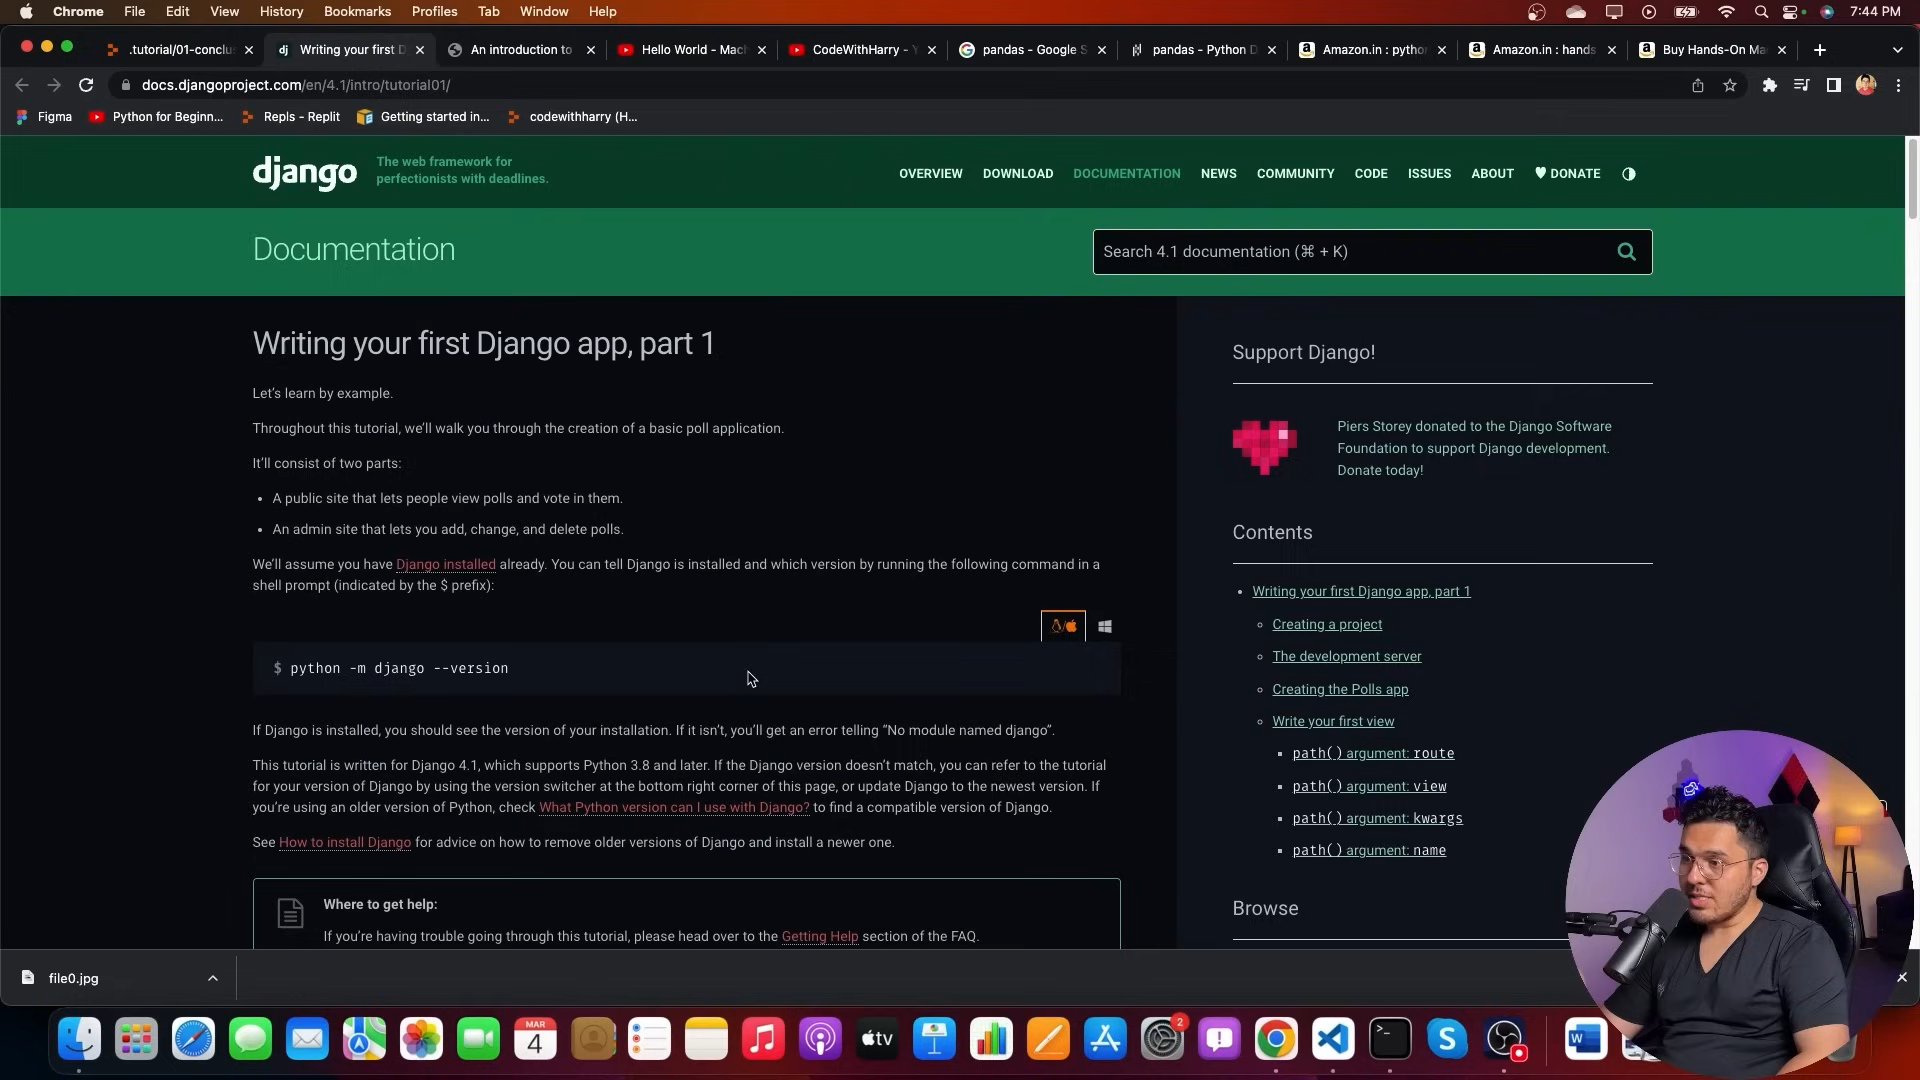 Chrome File Edit View History Bookmarks Profiles Tab Window Help 7:44 PM
.tutorial/01-conclu
Writing your first D
An introduction to
Hello World - Mach
CodeWithHarry - Y
pandas - Google S
pandas - Python D
Amazon.in : python
Amazon.in : hands
Buy Hands-On Ma
docs.djangoproject.com/en/4.1/intro/tutorial01/
Figma Python for Beginn... Repls - Replit Getting started in... codewithharry (H...
django
The web framework for
perfectionists with deadlines.
OVERVIEW DOWNLOAD DOCUMENTATION NEWS COMMUNITY CODE ISSUES ABOUT ♥ DONATE
Documentation
Search 4.1 documentation (⌘ + K)
Writing your first Django app, part 1
Let’s learn by example.
Throughout this tutorial, we’ll walk you through the creation of a basic poll application.
It’ll consist of two parts:
• A public site that lets people view polls and vote in them.
• An admin site that lets you add, change, and delete polls.
We’ll assume you have Django installed already. You can tell Django is installed and which version by running the following command in a
shell prompt (indicated by the $ prefix):
$ python -m django --version
If Django is installed, you should see the version of your installation. If it isn’t, you’ll get an error telling “No module named django”.
This tutorial is written for Django 4.1, which supports Python 3.8 and later. If the Django version doesn’t match, you can refer to the tutorial
for your version of Django by using the version switcher at the bottom right corner of this page, or update Django to the newest version. If
you’re using an older version of Python, check What Python version can I use with Django? to find a compatible version of Django.
See How to install Django for advice on how to remove older versions of Django and install a newer one.
Where to get help:
If you’re having trouble going through this tutorial, please head over to the Getting Help section of the FAQ.
Support Django!
Piers Storey donated to the Django Software
Foundation to support Django development.
Donate today!
Contents
• Writing your first Django app, part 1
Creating a project
The development server
Creating the Polls app
Write your first view
path() argument: route
path() argument: view
path() argument: kwargs
path() argument: name
Browse
file0.jpg
MAR
4
tv
2